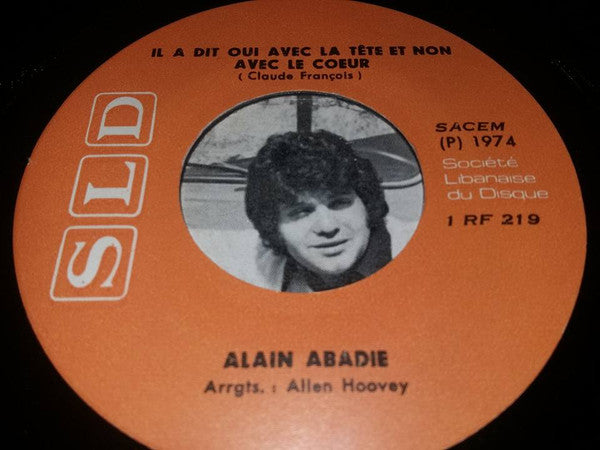 IL A DIT OUI AVEC LA TÊTE ET NON
AVEC LE COEUR
( Claude François )
SLD
SACEM
(P) 1974
Société
Libanaise
du Disque
1 RF 219
ALAIN ABADIE
Arrgts. : Allen Hoovey